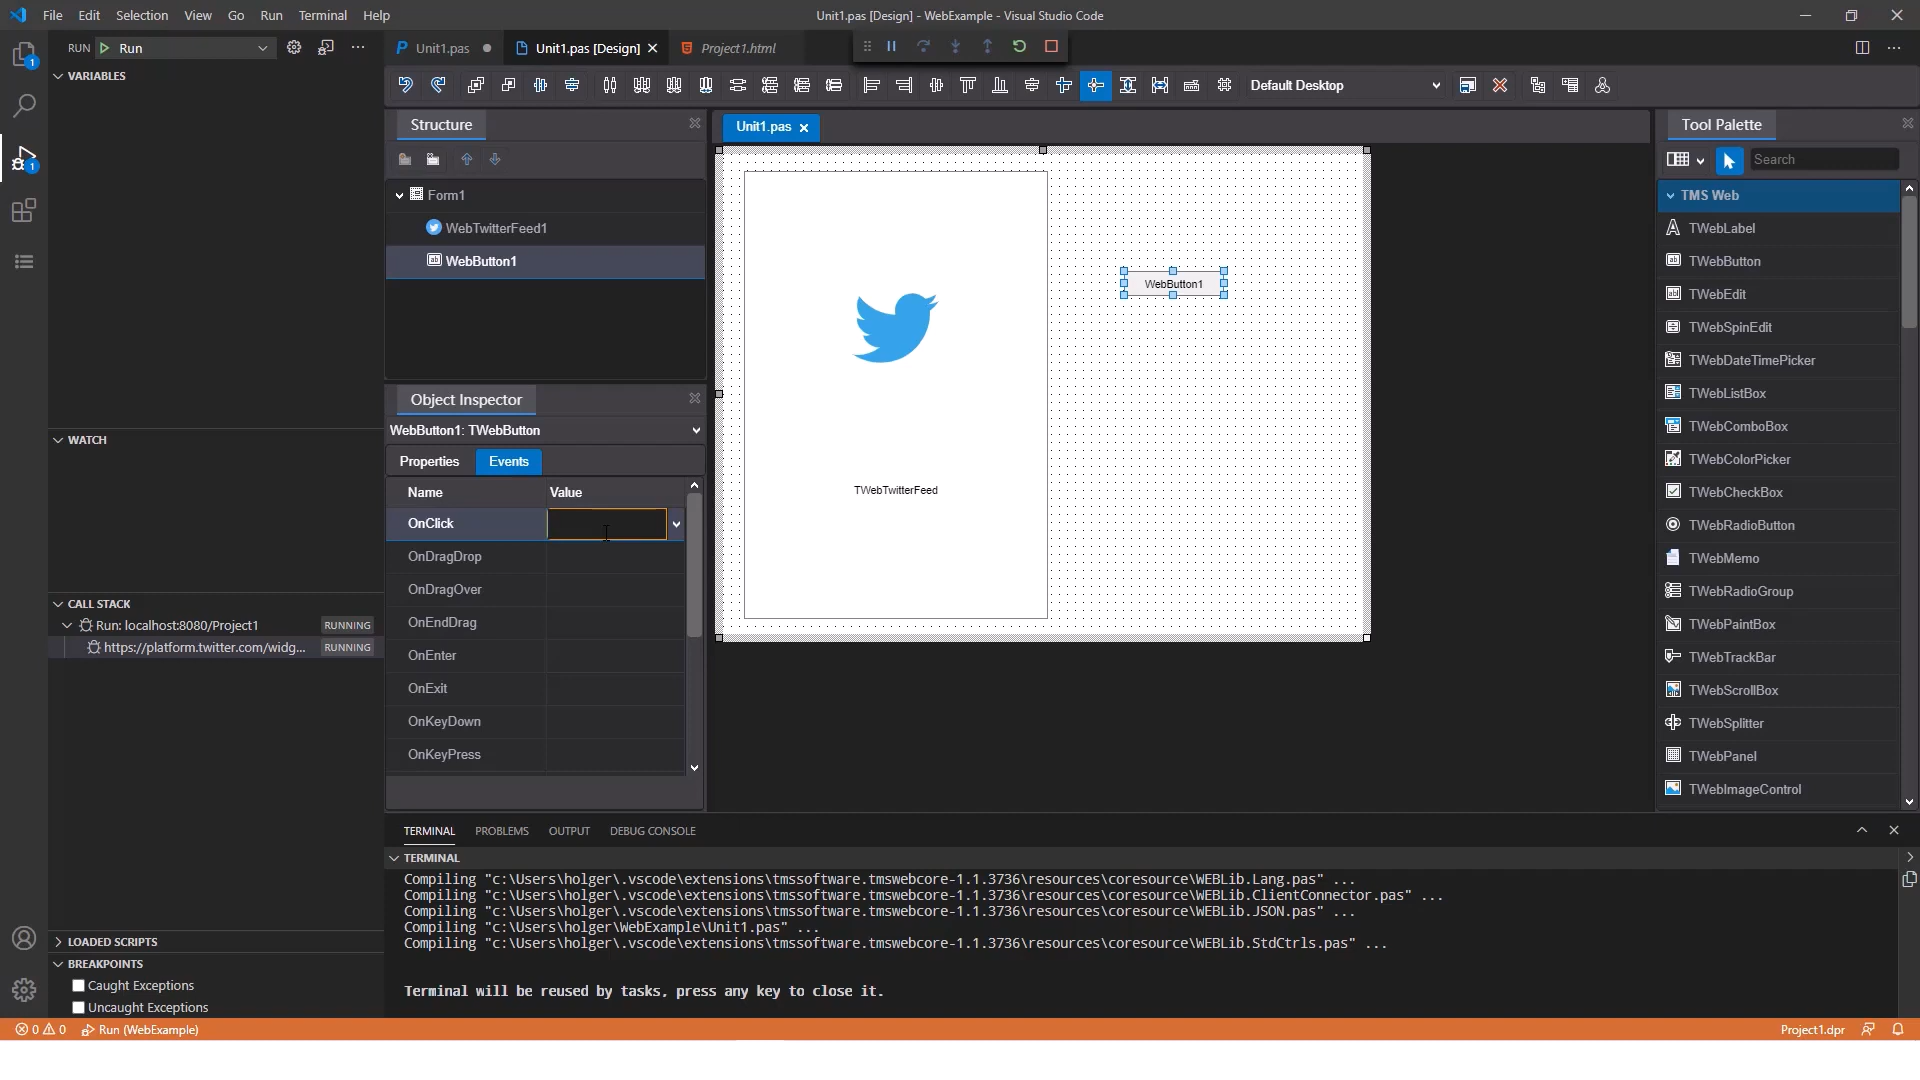 File Edit Selection View Go Run Terminal Help
Unit1.pas [Design] - WebExample - Visual Studio Code
RUN Run
Unit1.pas
Unit1.pas [Design]
Project1.html
VARIABLES
Default Desktop
Structure
Unit1.pas
Tool Palette
Search
Form1
WebTwitterFeed1
WebButton1
TMS Web
TWebLabel
TWebButton
TWebEdit
TWebSpinEdit
TWebDateTimePicker
TWebListBox
TWebComboBox
TWebColorPicker
TWebCheckBox
TWebRadioButton
TWebMemo
TWebRadioGroup
TWebPaintBox
TWebTrackBar
TWebScrollBox
TWebSplitter
TWebPanel
TWebImageControl
WebButton1
TWebTwitterFeed
Object Inspector
WebButton1: TWebButton
Properties Events
Name Value
OnClick
OnDragDrop
OnDragOver
OnEndDrag
OnEnter
OnExit
OnKeyDown
OnKeyPress
WATCH
CALL STACK
Run: localhost:8080/Project1 RUNNING
https://platform.twitter.com/widg... RUNNING
LOADED SCRIPTS
BREAKPOINTS
Caught Exceptions
Uncaught Exceptions
TERMINAL PROBLEMS OUTPUT DEBUG CONSOLE
TERMINAL
Compiling "c:\Users\holger\.vscode\extensions\tmssoftware.tmswebcore-1.1.3736\resources\coresource\WEBLib.Lang.pas" ...
Compiling "c:\Users\holger\.vscode\extensions\tmssoftware.tmswebcore-1.1.3736\resources\coresource\WEBLib.ClientConnector.pas" ...
Compiling "c:\Users\holger\.vscode\extensions\tmssoftware.tmswebcore-1.1.3736\resources\coresource\WEBLib.JSON.pas" ...
Compiling "c:\Users\holger\WebExample\Unit1.pas" ...
Compiling "c:\Users\holger\.vscode\extensions\tmssoftware.tmswebcore-1.1.3736\resources\coresource\WEBLib.StdCtrls.pas" ...
Terminal will be reused by tasks, press any key to close it.
0 0 Run (WebExample)
Project1.dpr
1
1